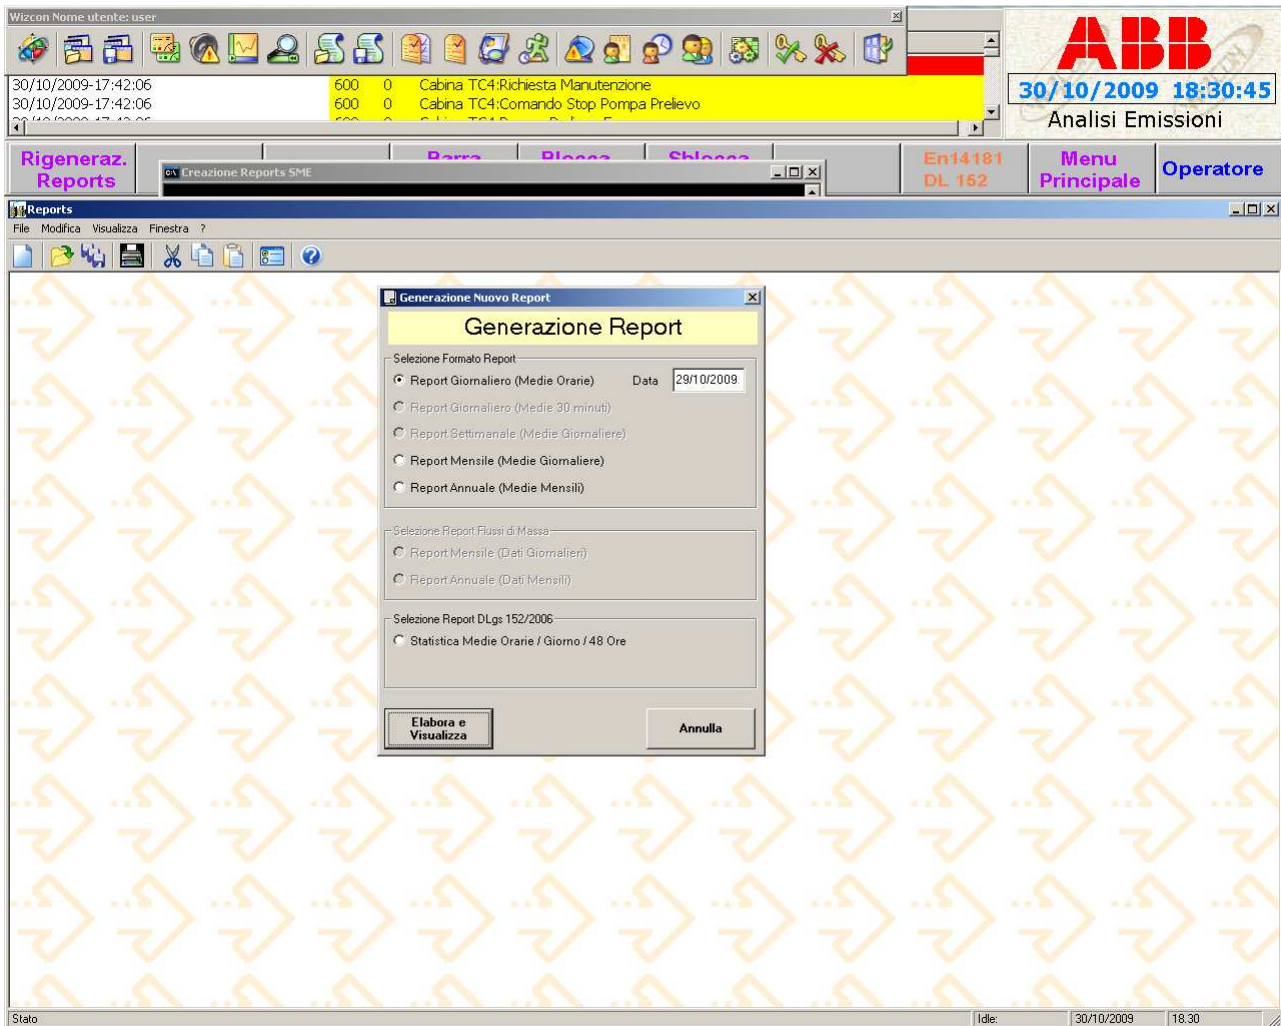 Wizcon Nome utente: user
ABB
30/10/2009-17:42:06 600 0 Cabina TC4:Richiesta Manutenzione
30/10/2009-17:42:06 600 0 Cabina TC4:Comando Stop Pompa Prelievo
30/10/2009 18:30:45
Analisi Emissioni
Rigeneraz. Reports
Barra
Blocca
Sblocca
En14181 DL 152
Menu Principale
Operatore
Creazione Reports SME
Reports
File Modifica Visualizza Finestra ?
Generazione Nuovo Report
Generazione Report
Selezione Formato Report
Report Giornaliero (Medie Orarie) Data 29/10/2009
Report Giornaliero (Medie 30 minuti)
Report Settimanale (Medie Giornaliere)
Report Mensile (Medie Giornaliere)
Report Annuale (Medie Mensili)
Selezione Report Flussi di Massa
Report Mensile (Dati Giornalieri)
Report Annuale (Dati Mensili)
Selezione Report DLgs 152/2006
Statistica Medie Orarie / Giorno / 48 Ore
Elabora e Visualizza
Annulla
Stato Idle: 30/10/2009 18.30